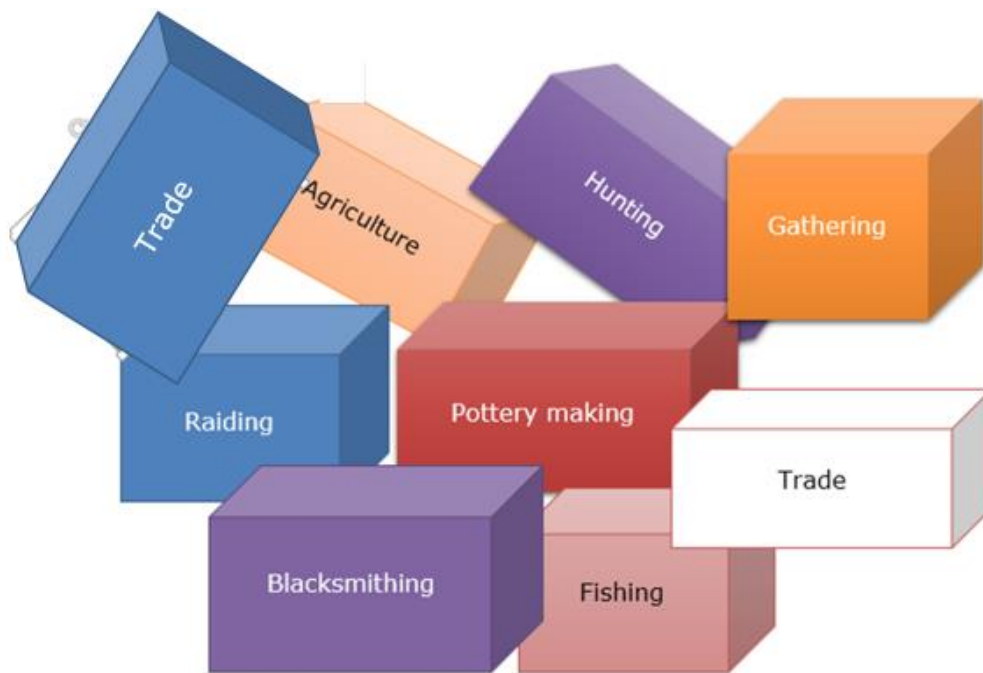 Trade
Agriculture
Hunting
Gathering
Raiding
Pottery making
Trade
Blacksmithing
Fishing